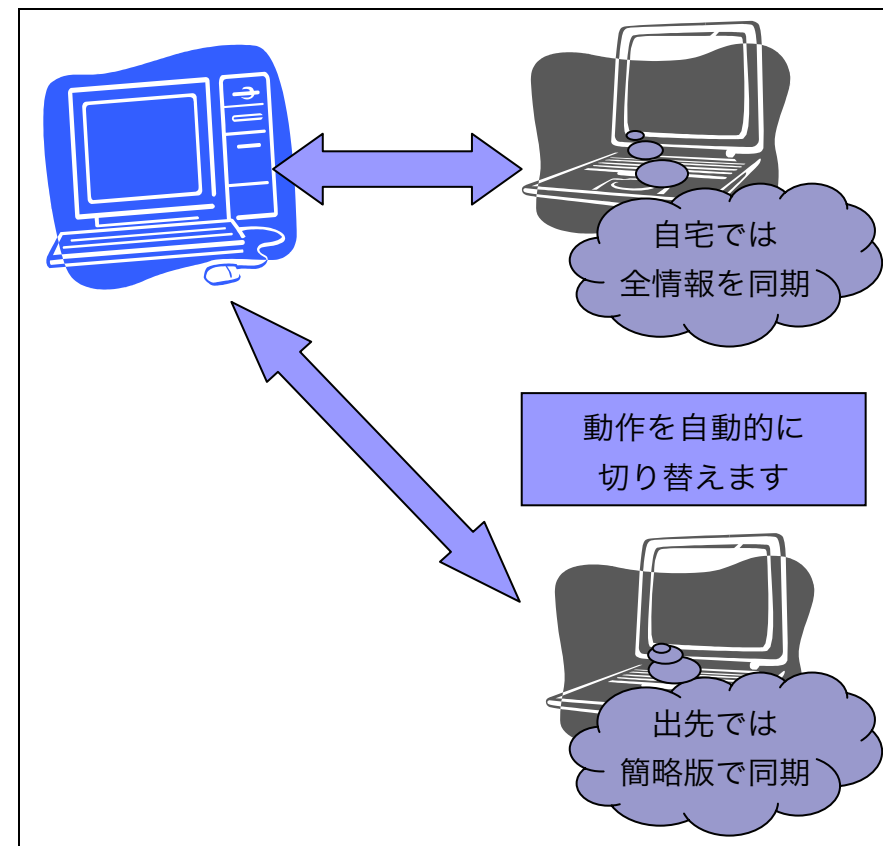 自宅では
全情報を同期
動作を自動的に
切り替えます
出先では
簡略版で同期